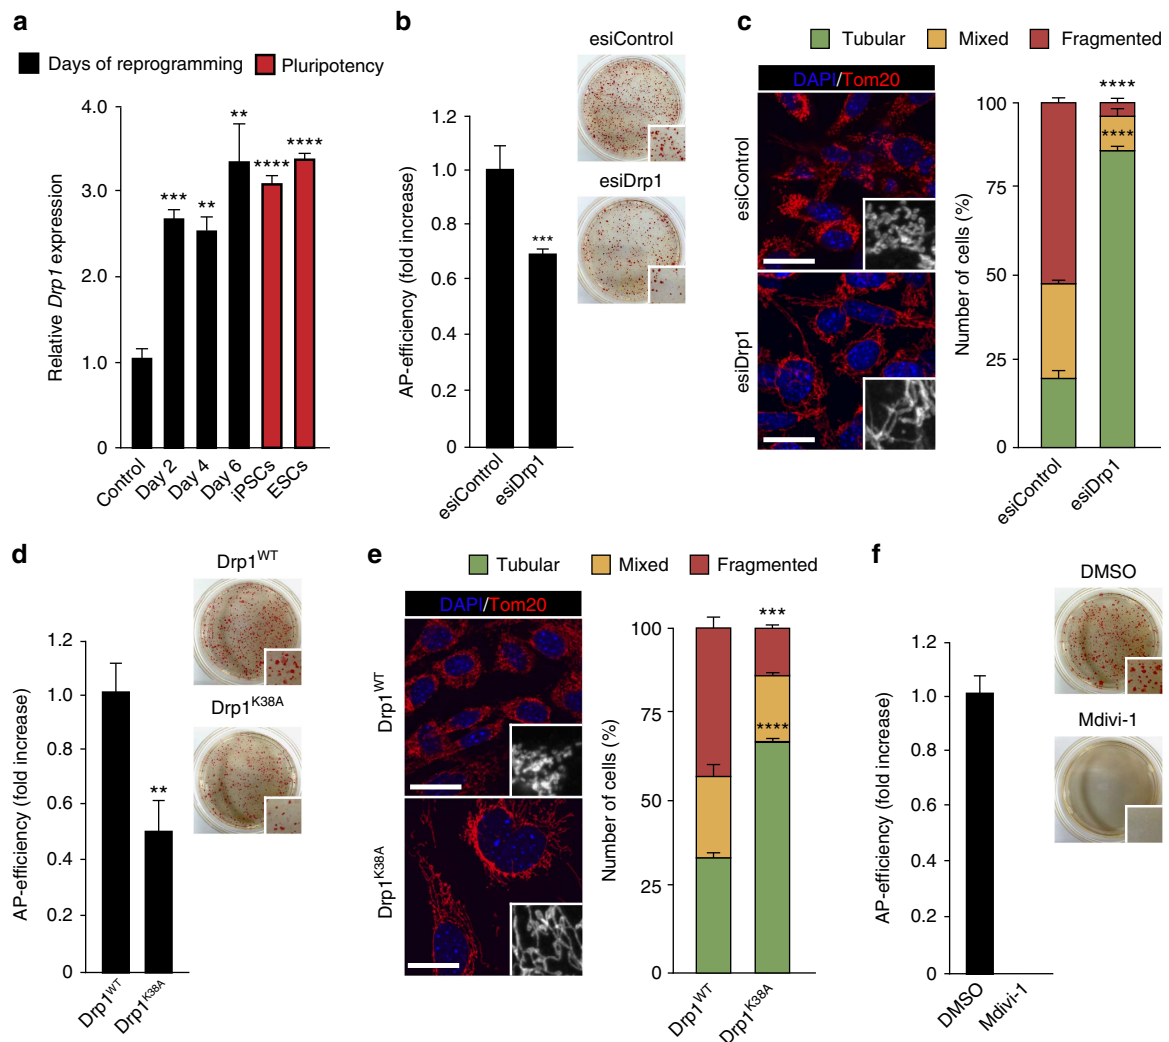 a
Days of reprogramming Pluripotency
Relative Drp1 expression
4.0
3.0
2.0
1.0
0
**
****
****
***
**
Control
Day 2
Day 4
Day 6
iPSCs
ESCs
b
AP-efficiency (fold increase)
1.2
1.0
0.8
0.6
0.4
0.2
0
***
esiControl
esiDrp1
esiControl
esiDrp1
c
Tubular Mixed Fragmented
DAPI/Tom20
esiControl
esiDrp1
Number of cells (%)
100
75
50
25
0
****
****
esiControl
esiDrp1
d
AP-efficiency (fold increase)
1.2
1.0
0.8
0.6
0.4
0.2
0
**
Drp1WT
Drp1K38A
Drp1WT
Drp1K38A
e
Tubular Mixed Fragmented
DAPI/Tom20
Drp1WT
Drp1K38A
Number of cells (%)
100
75
50
25
0
***
****
Drp1WT
Drp1K38A
f
AP-efficiency (fold increase)
1.2
1.0
0.8
0.6
0.4
0.2
0
DMSO
Mdivi-1
DMSO
Mdivi-1